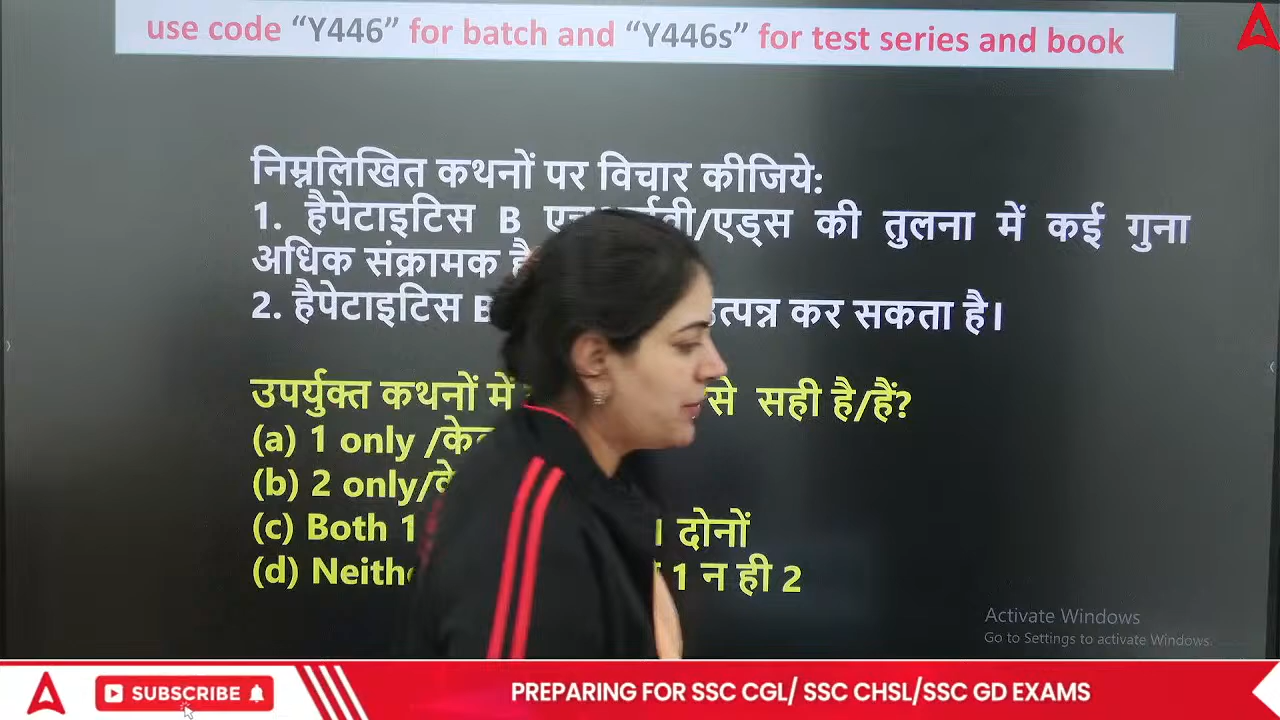 use code “Y446” for batch and “Y446s” for test series and book
निम्नलिखित कथनों पर विचार कीजिये:
1. हैपेटाइटिस B /एड्स की तुलना में कई गुना
अधिक संक्रामक
2. हैपेटाइटिस कर सकता है।
उपर्युक्त कथनों में से सही है/हैं?
(a) 1 only
(b) 2 only
(c) Both 1 दोनों
(d) 1 न ही 2
Activate Windows
Go to Settings to activate Windows.
SUBSCRIBE
PREPARING FOR SSC CGL/ SSC CHSL/SSC GD EXAMS